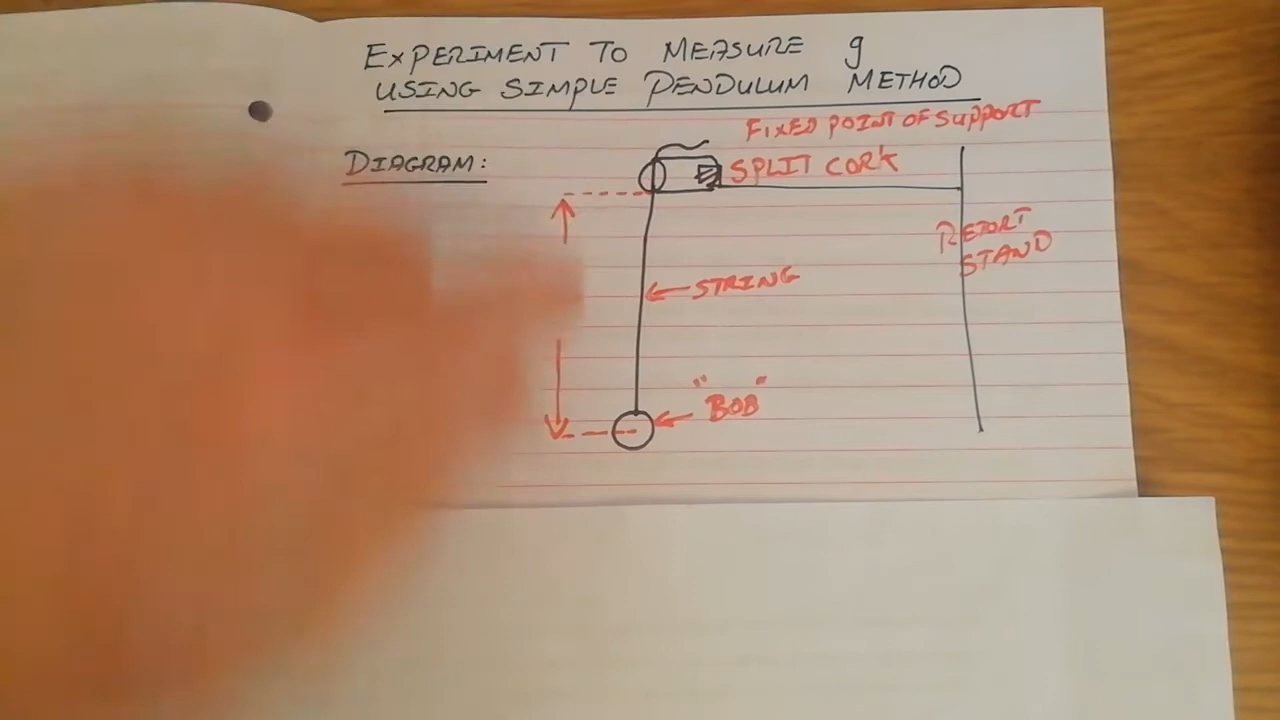 EXPERIMENT TO MEASURE g
USING SIMPLE PENDULUM METHOD
FIXED POINT OF SUPPORT
DIAGRAM:
SPLIT CORK
RETORT
STAND
STRING
"BOB"